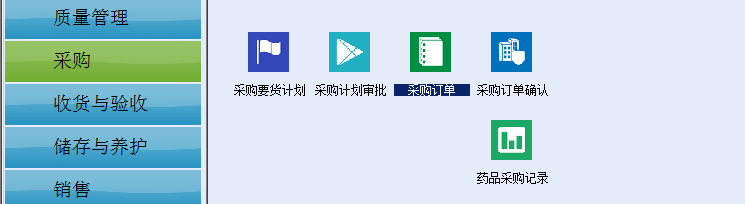 质量管理
采购
收货与验收
储存与养护
销售
采购要货计划
采购计划审批
采购订单
采购订单确认
药品采购记录